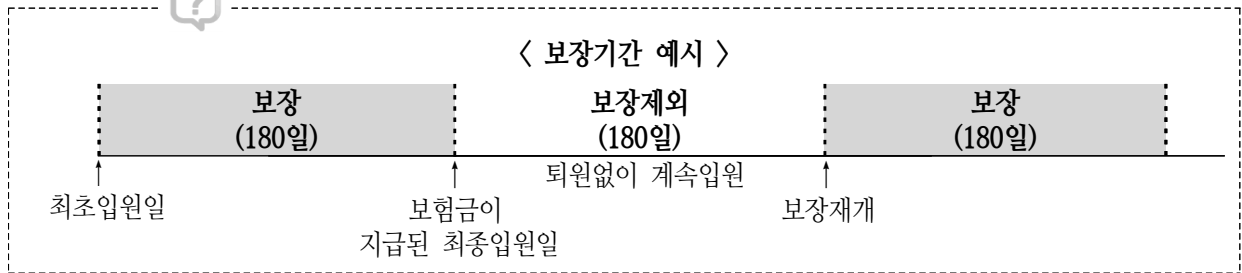 ?
〈 보장기간 예시 〉
보장 보장제외 보장
(180일) (180일) (180일)
퇴원없이 계속입원
최초입원일 보험금이 보장재개
지급된 최종입원일